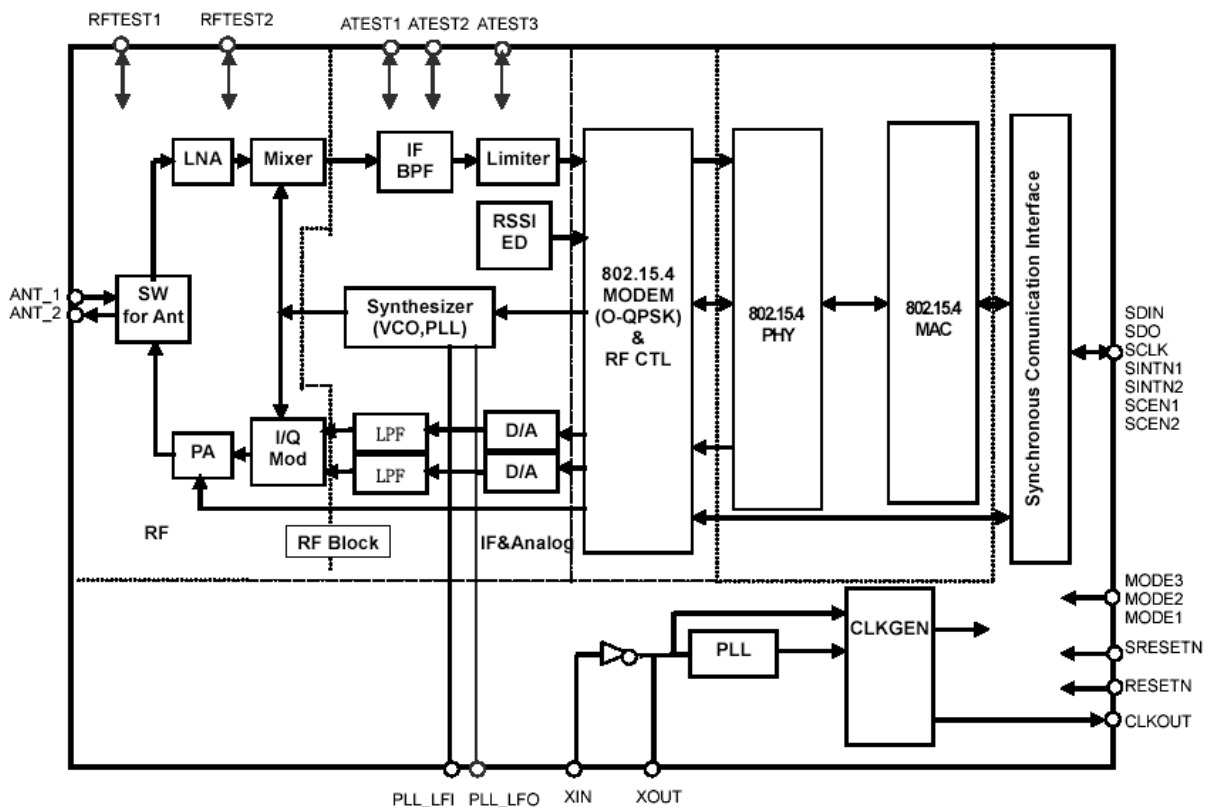 RFTEST1
RFTEST2
ATEST1
ATEST2
ATEST3
LNA
Mixer
IF
BPF
Limiter
RSSI
ED
ANT_1
ANT_2
SW
for Ant
Synthesizer
(VCO,PLL)
802.15.4
MODEM
(O-QPSK)
&
RF CTL
802.15.4
PHY
802.15.4
MAC
Synchronous Comunication Interface
SDIN
SDO
SCLK
SINTN1
SINTN2
SCEN1
SCEN2
PA
I/Q
Mod
LPF
D/A
LPF
D/A
RF
RF Block
IF&Analog
MODE3
MODE2
MODE1
CLKGEN
PLL
SRESETN
RESETN
CLKOUT
PLL_LFI
PLL_LFO
XIN
XOUT